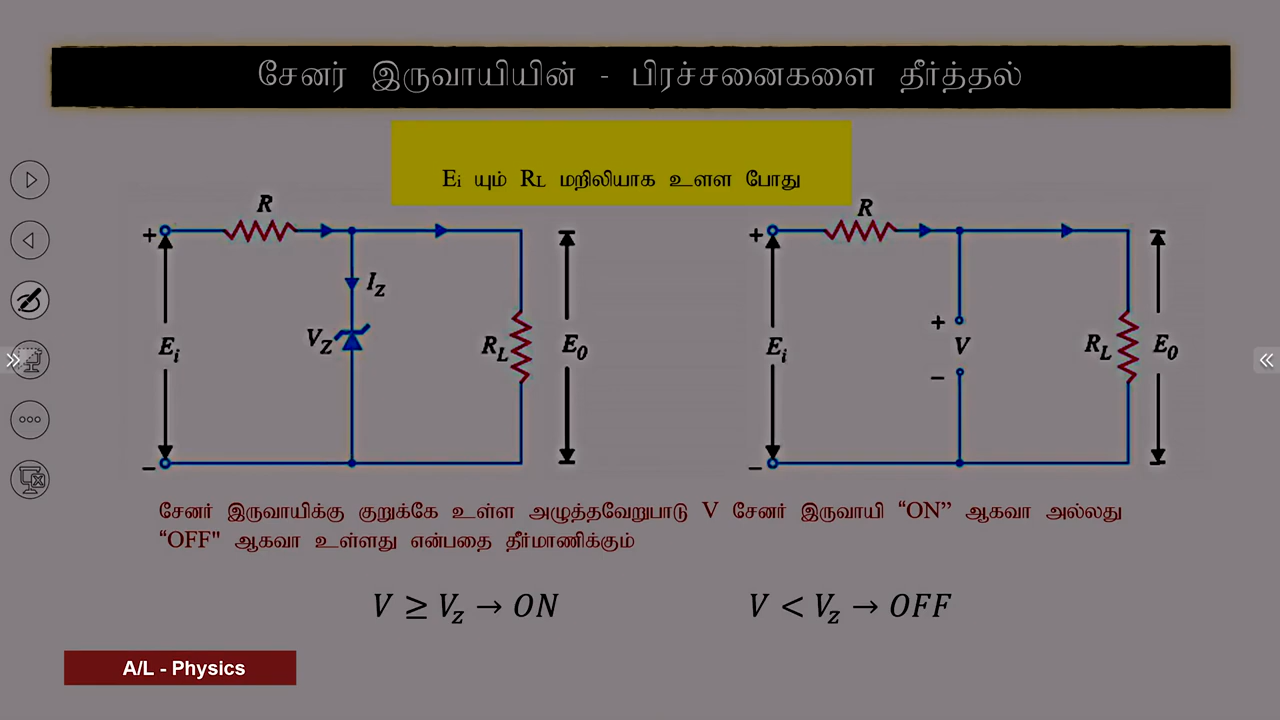 சேனர் இருவாயியின் - பிரச்சனைகளை தீர்த்தல்
Ei யும் RL மறிலியாக உளள போது
R
+
IZ
VZ
Ei
RL
E0
−
R
+
+
V
−
Ei
RL
E0
−
சேனர் இருவாயிக்கு குறுக்கே உள்ள அழுத்தவேறுபாடு V சேனர் இருவாயி “ON” ஆகவா அல்லது
“OFF" ஆகவா உள்ளது என்பதை தீர்மாணிக்கும்
V ≥ Vz → ON
V < Vz → OFF
A/L - Physics